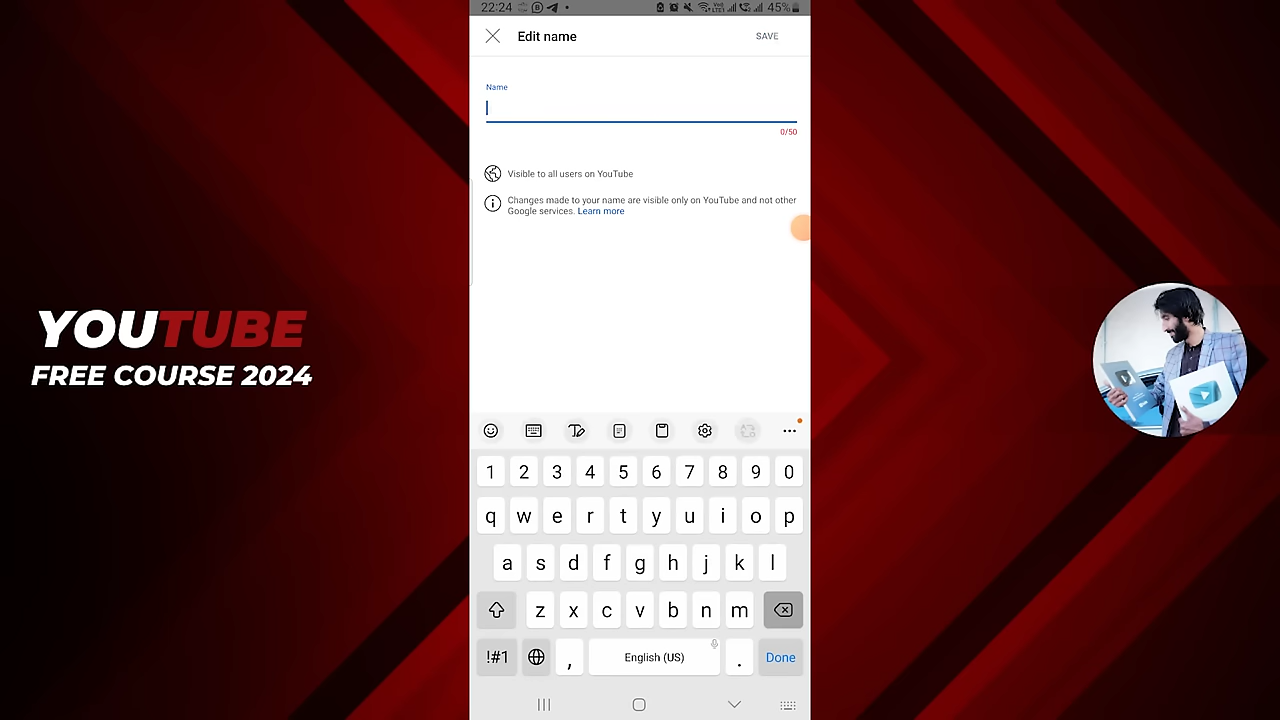 22:24
45%
Edit name
SAVE
Name
0/50
Visible to all users on YouTube
Changes made to your name are visible only on YouTube and not other
Google services. Learn more
YOUTUBE
FREE COURSE 2024
1 2 3 4 5 6 7 8 9 0
q w e r t y u i o p
a s d f g h j k l
z x c v b n m
!#1 , English (US) . Done